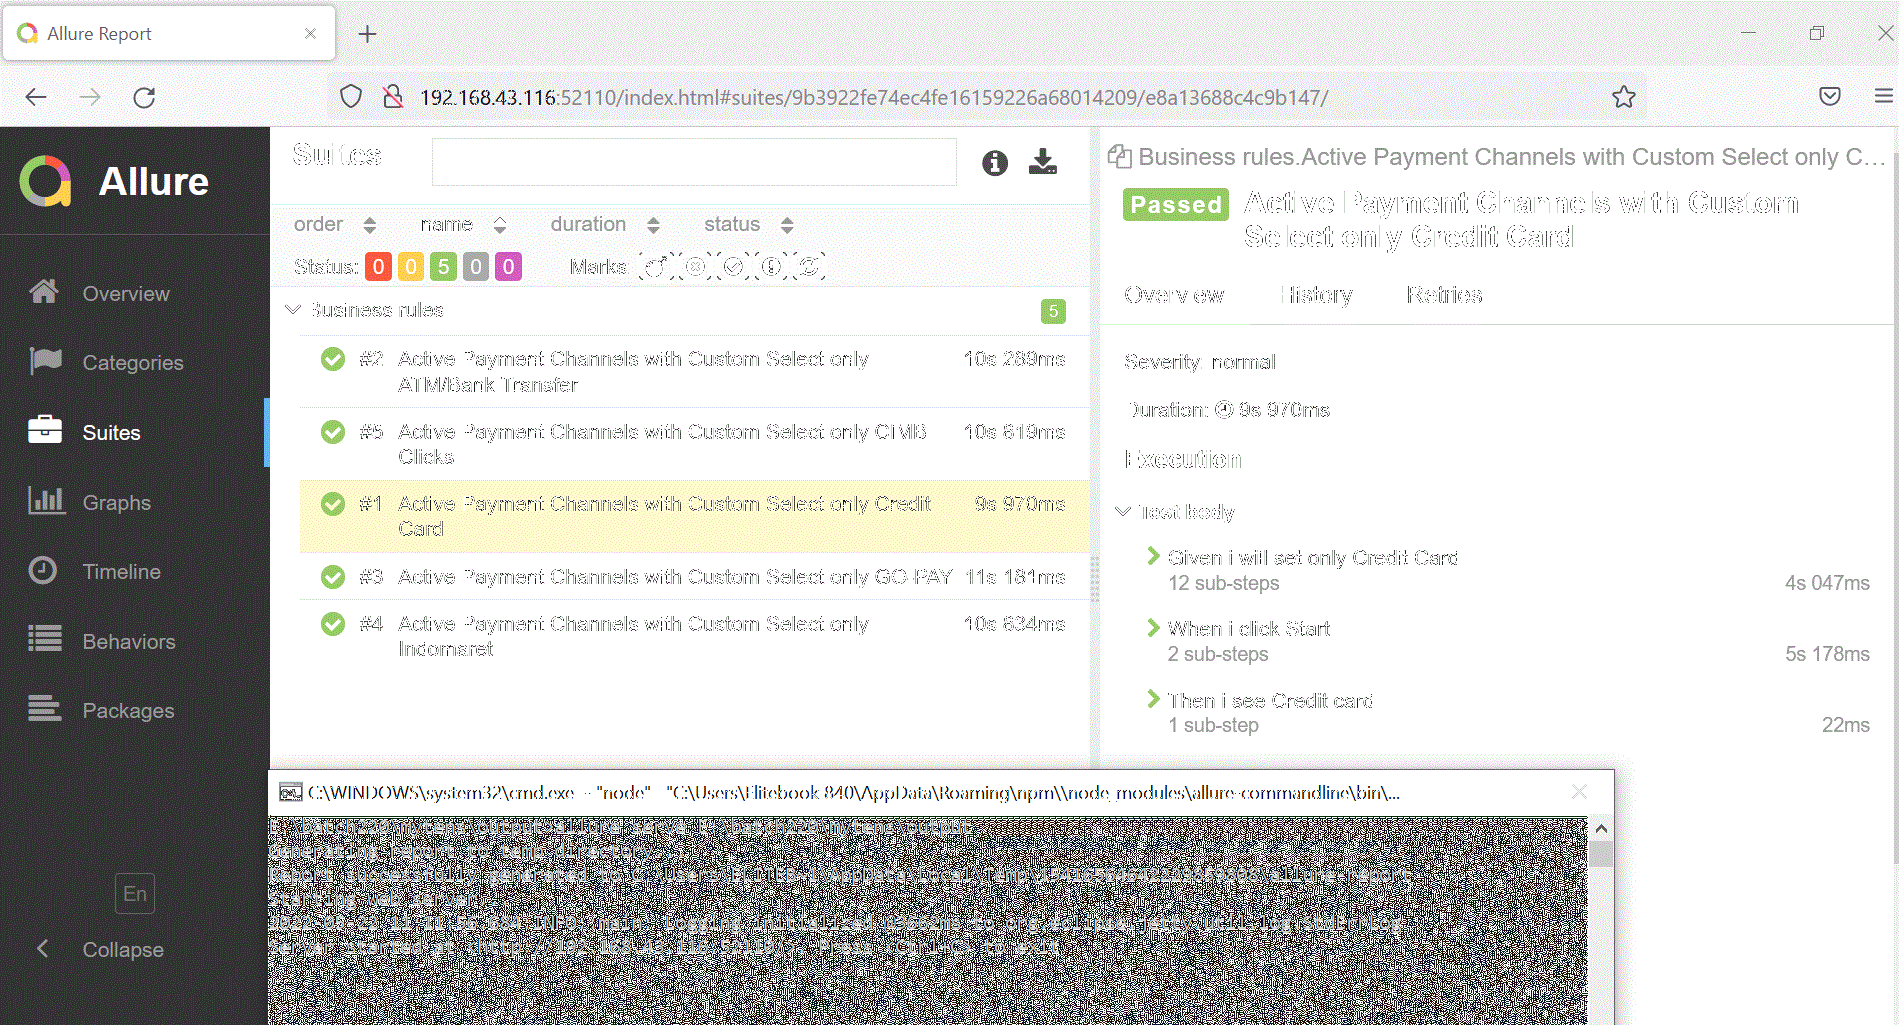 Allure Report
192.168.43.116:52110/index.html#suites/9b3922fe74ec4fe16159226a68014209/e8a13688c4c9b147/
Allure
Overview
Categories
Suites
Graphs
Timeline
Behaviors
Packages
En
Collapse
Suites
order name duration status
Status: 0 0 5 0 0 Marks:
Business rules 5
#2 Active Payment Channels with Custom Select only 10s 289ms
ATM/Bank Transfer
#5 Active Payment Channels with Custom Select only CIMB 10s 619ms
Clicks
#1 Active Payment Channels with Custom Select only Credit 9s 970ms
Card
#3 Active Payment Channels with Custom Select only GO-PAY 11s 181ms
#4 Active Payment Channels with Custom Select only 10s 634ms
Indomaret
Business rules.Active Payment Channels with Custom Select only C...
Passed Active Payment Channels with Custom
Select only Credit Card
Overview History Retries
Severity: normal
Duration: 9s 970ms
Execution
Test body
Given i will set only Credit Card
12 sub-steps 4s 047ms
When i click Start
2 sub-steps 5s 178ms
Then i see Credit card
1 sub-step 22ms
C:\WINDOWS\system32\cmd.exe - "node" "C:\Users\Elitebook 840\AppData\Roaming\npm\\node_modules\allure-commandline\bin\...